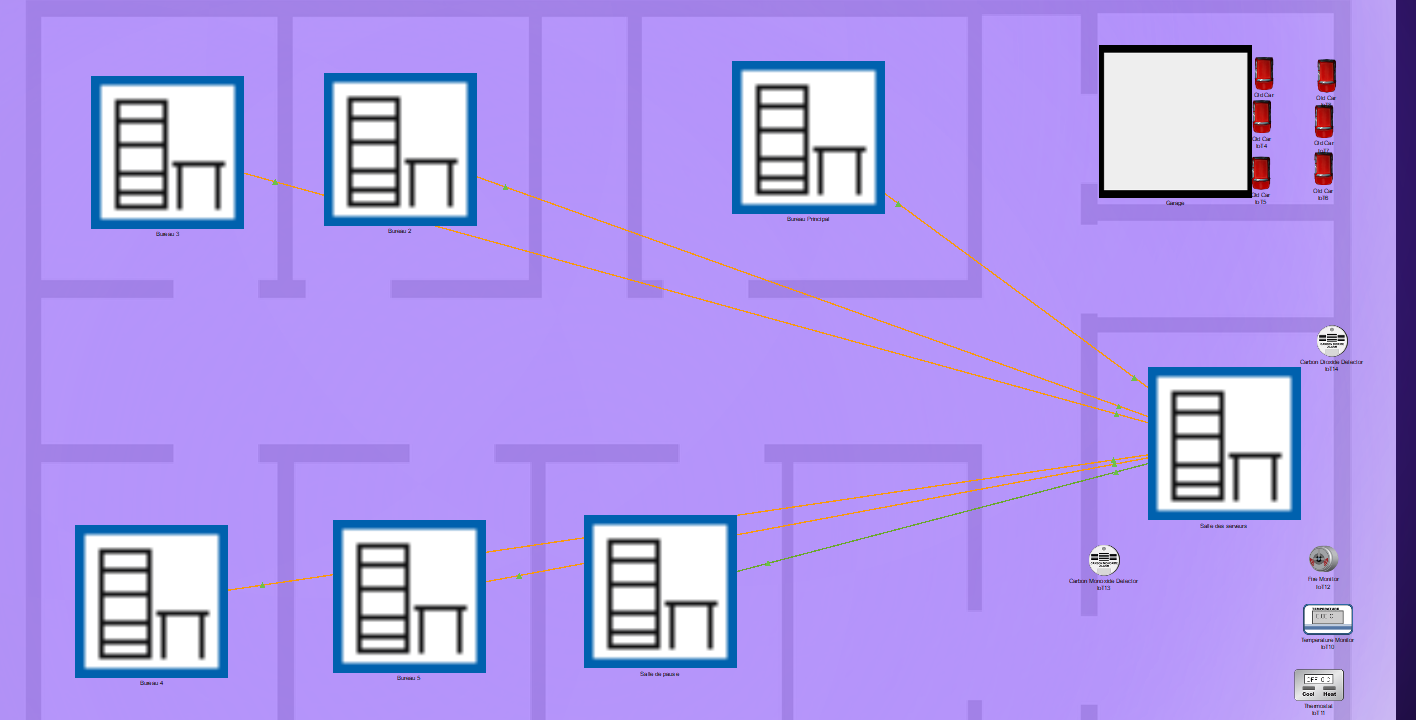 Old Car
Old Car
Old Car
IoT4
Old Car
IoT7
Old Car
IoT5
Old Car
IoT6
Garage
Bureau 3
Bureau 2
Bureau Principal
Carbon Dioxide Detector
IoT14
Salle des serveurs
Carbon Monoxide Detector
IoT13
Fire Monitor
IoT12
Temperature Monitor
IoT10
Bureau 4
Bureau 5
Salle de pause
Cool Heat
Thermostat
IoT11